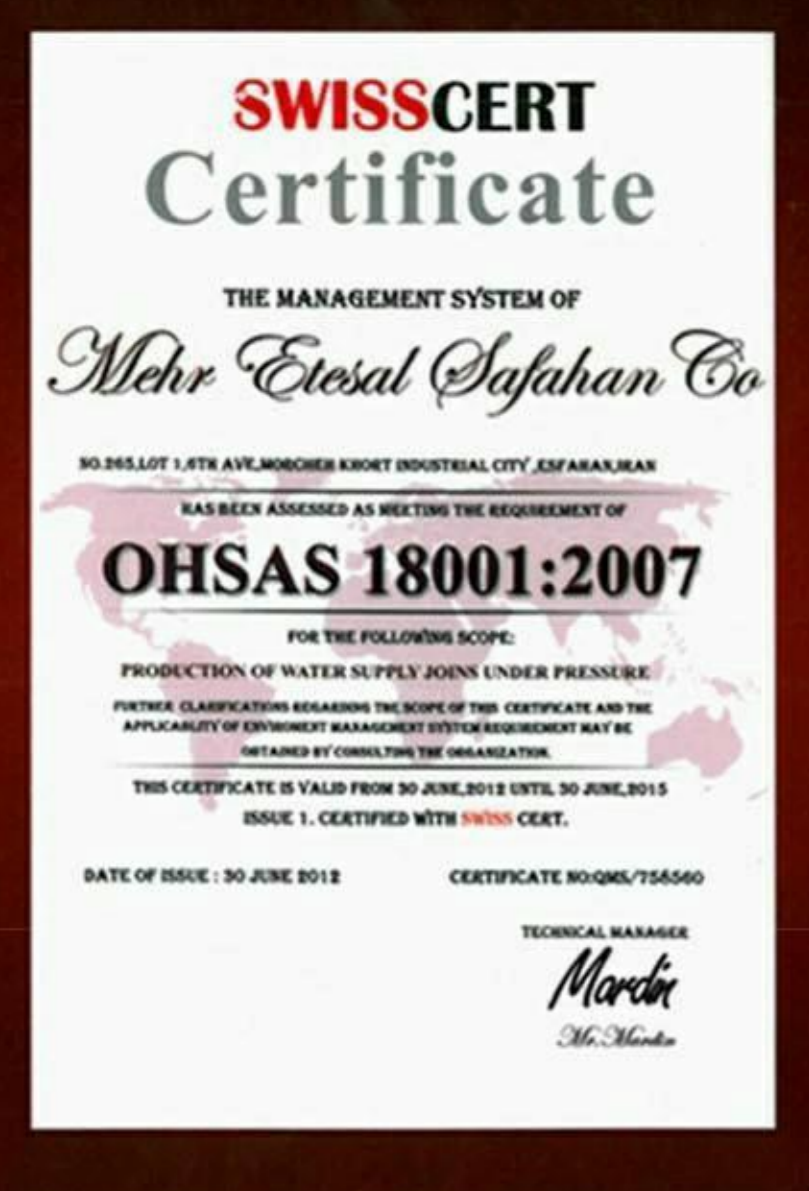 SWISSCERT
Certificate
THE MANAGEMENT SYSTEM OF
Mehr Etesal Safahan Co
NO.265,LOT 1,6TH AVE,MORCHEH KHORT INDUSTRIAL CITY ,ESFAHAN,IRAN
HAS BEEN ASSESSED AS MEETING THE REQUIREMENT OF
OHSAS 18001:2007
FOR THE FOLLOWING SCOPE:
PRODUCTION OF WATER SUPPLY JOINS UNDER PRESSURE
FURTHER CLARIFICATIONS REGARDING THE SCOPE OF THIS CERTIFICATE AND THE
APPLICABLITY OF ENVIROMENT MANAGEMENT SYSTEM REQUIREMENT MAY BE
OBTAINED BY CONSULTING THE ORGANIZATION.
THIS CERTIFICATE IS VALID FROM 30 JUNE,2012 UNTIL 30 JUNE,2015
ISSUE 1. CERTIFIED WITH SWISS CERT.
DATE OF ISSUE : 30 JUNE 2012
CERTIFICATE NO:QMS/758560
TECHNICAL MANAGER
Mardin
Mr.Mardin